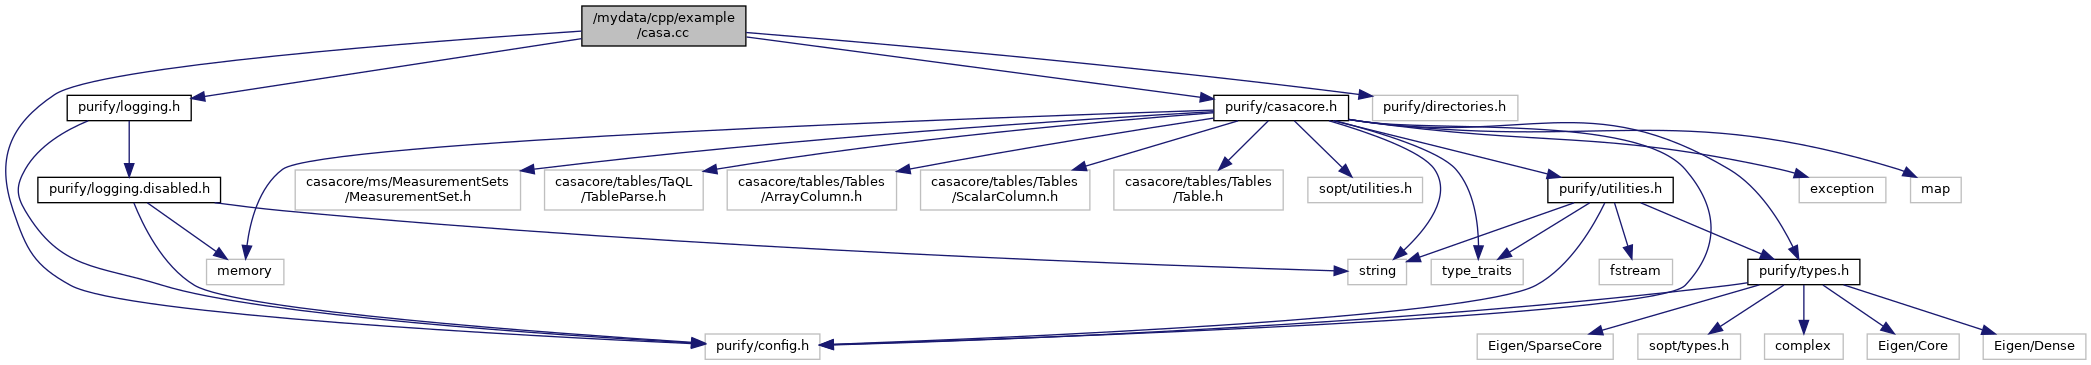 /mydata/cpp/example
/casa.cc
purify/logging.h
purify/casacore.h
purify/directories.h
purify/logging.disabled.h
casacore/ms/MeasurementSets
/MeasurementSet.h
casacore/tables/TaQL
/TableParse.h
casacore/tables/Tables
/ArrayColumn.h
casacore/tables/Tables
/ScalarColumn.h
casacore/tables/Tables
/Table.h
sopt/utilities.h
purify/utilities.h
exception
map
memory
string
type_traits
fstream
purify/types.h
purify/config.h
Eigen/SparseCore
sopt/types.h
complex
Eigen/Core
Eigen/Dense